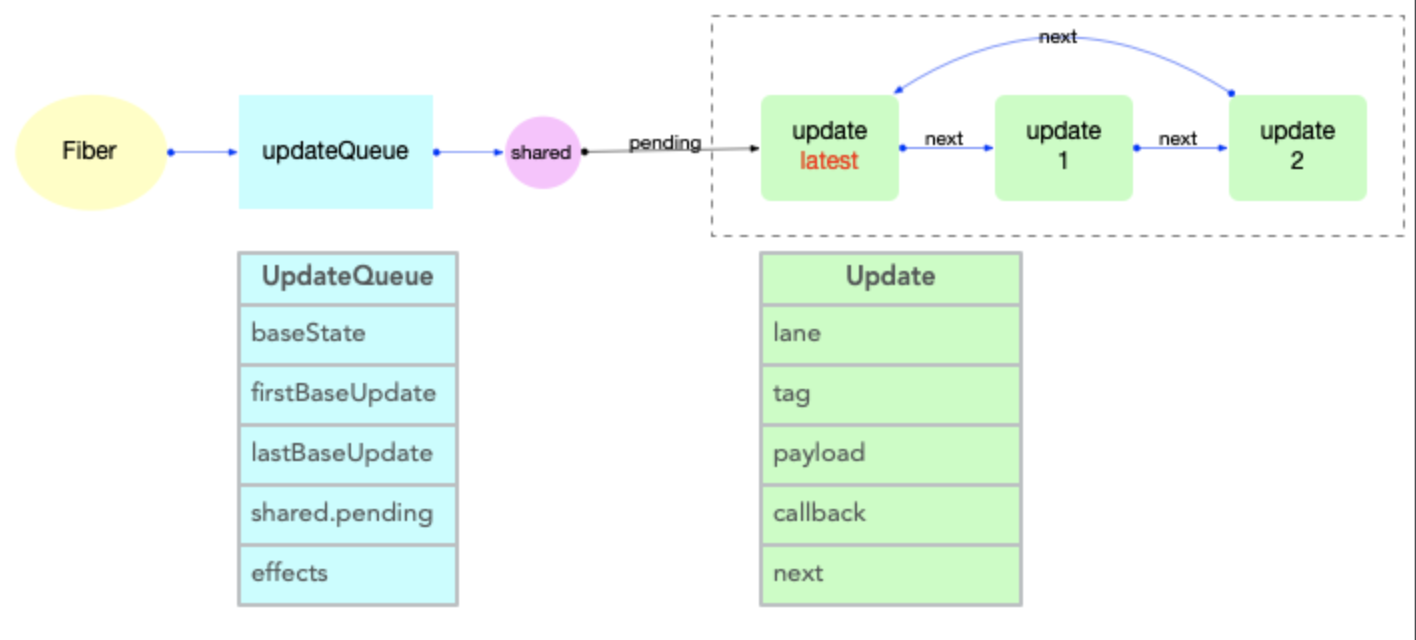 next
Fiber
updateQueue
shared
pending
update
latest
next
update
1
next
update
2
UpdateQueue
baseState
firstBaseUpdate
lastBaseUpdate
shared.pending
effects
Update
lane
tag
payload
callback
next